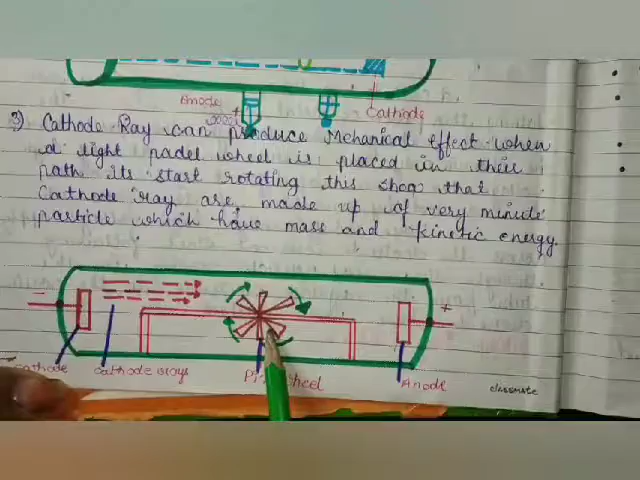 Anode
+
Cathode
3) Cathode Ray can produce Mehanical effect when
a light padel wheel is placed in their
path its start rotating this shoo that
Cathode ray are made up of very minute
particle which have mass and kinetic energy.
-
+
Cathode
Cathode rays
Anode
classmate